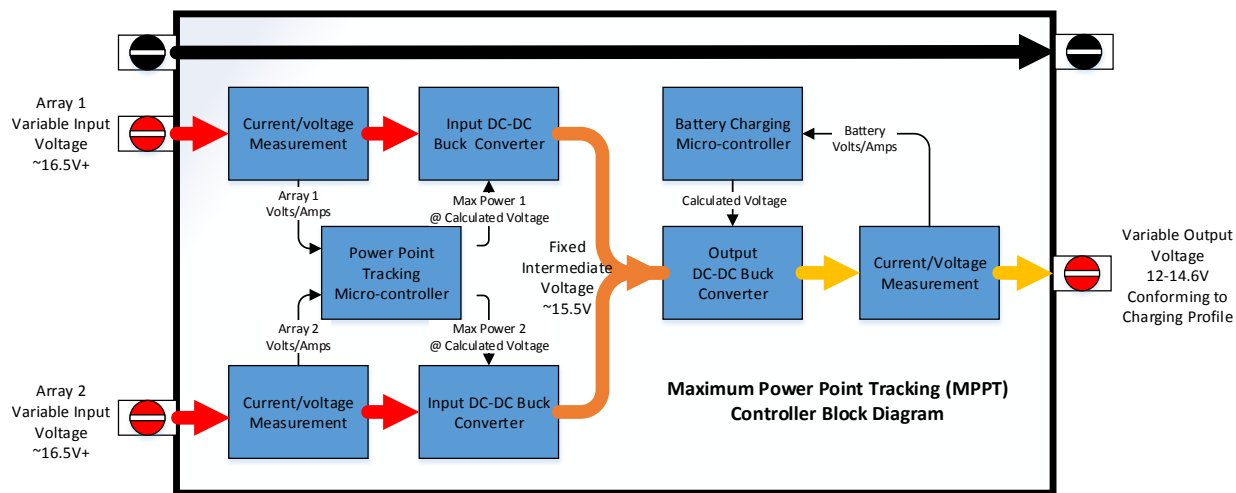 Array 1
Variable Input
Voltage
~16.5V+
Current/voltage
Measurement
Input DC-DC
Buck Converter
Array 1
Volts/Amps
Max Power 1
@ Calculated Voltage
Power Point
Tracking
Micro-controller
Array 2
Volts/Amps
Max Power 2
@ Calculated Voltage
Array 2
Variable Input
Voltage
~16.5V+
Current/voltage
Measurement
Input DC-DC Buck
Converter
Fixed
Intermediate
Voltage
~15.5V
Battery Charging
Micro-controller
Battery
Volts/Amps
Calculated Voltage
Output
DC-DC Buck
Converter
Current/Voltage
Measurement
Variable Output
Voltage
12-14.6V
Conforming to
Charging Profile
Maximum Power Point Tracking (MPPT)
Controller Block Diagram